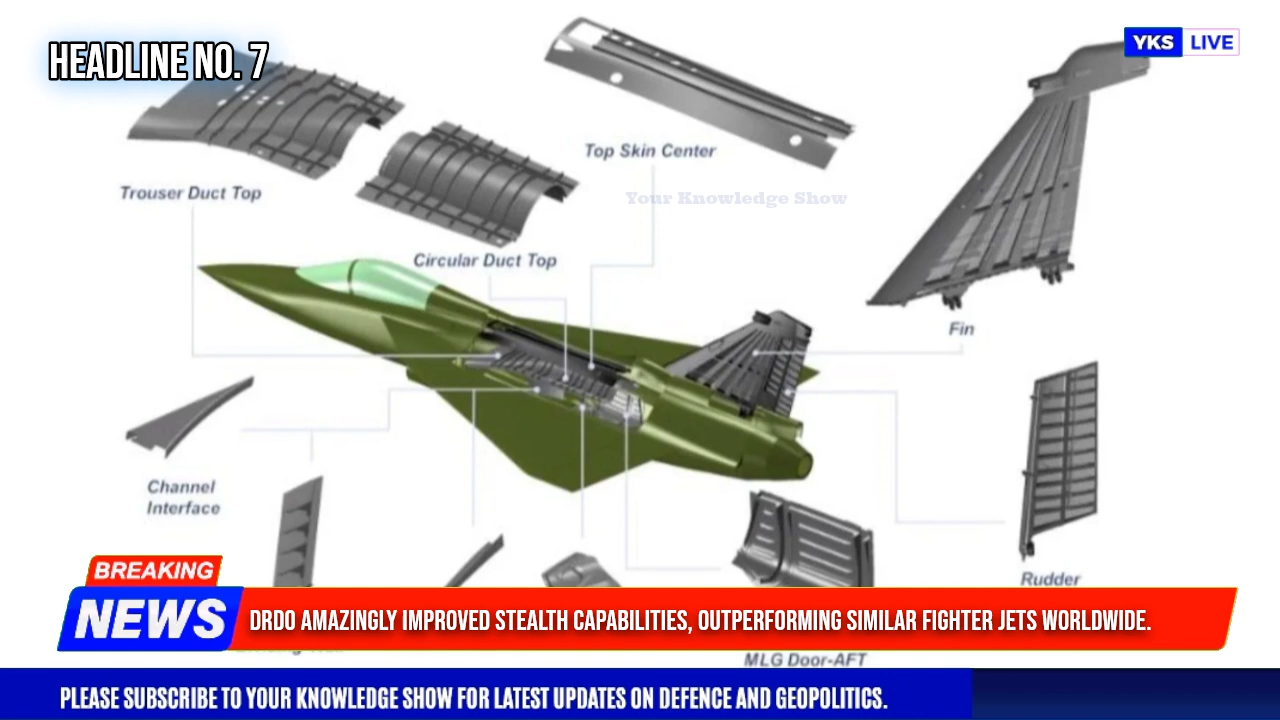 HEADLINE NO. 7
YKS LIVE
Top Skin Center
Trouser Duct Top
Your Knowledge Show
Circular Duct Top
Fin
Channel
Interface
Rudder
BREAKING
NEWS
DRDO AMAZINGLY IMPROVED STEALTH CAPABILITIES, OUTPERFORMING SIMILAR FIGHTER JETS WORLDWIDE.
MLG Door-AFT
PLEASE SUBSCRIBE TO YOUR KNOWLEDGE SHOW FOR LATEST UPDATES ON DEFENCE AND GEOPOLITICS.